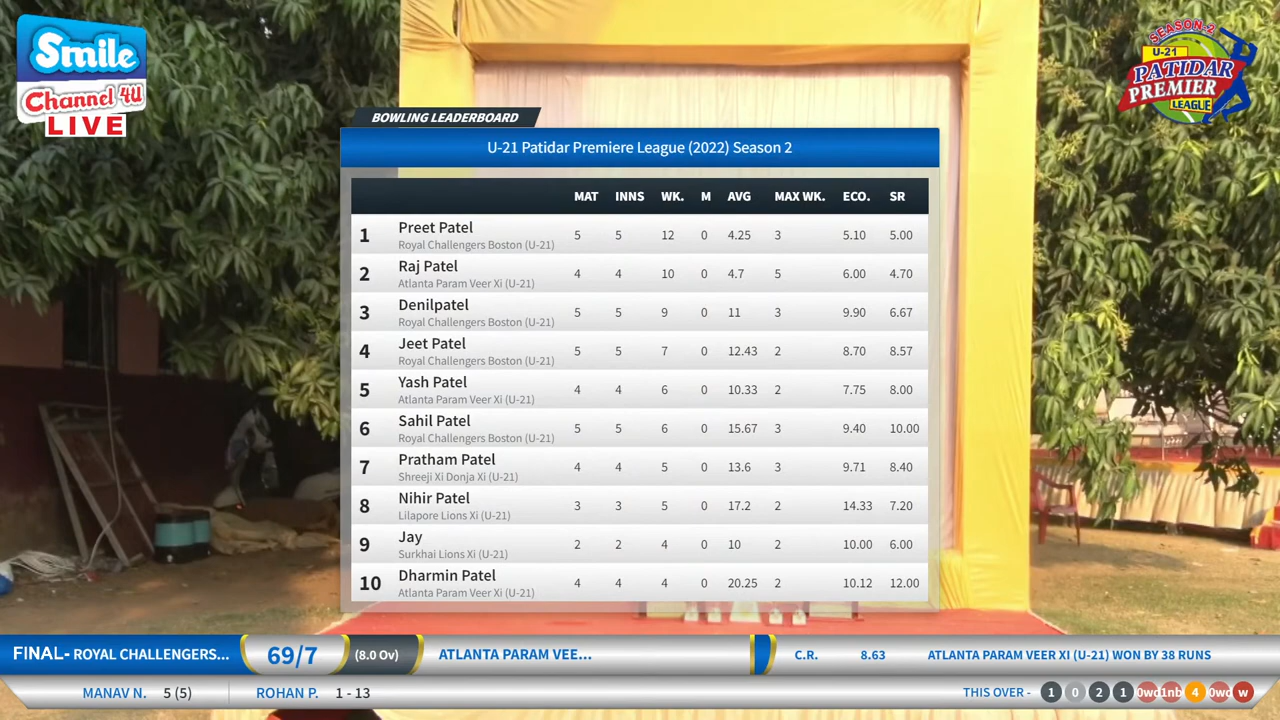 Smile
Channel 4U
LIVE
SEASON-2
U-21
PATIDAR
PREMIER
LEAGUE
BOWLING LEADERBOARD
U-21 Patidar Premiere League (2022) Season 2
MAT INNS WK. M AVG MAX WK. ECO. SR
1 Preet Patel 5 5 12 0 4.25 3 5.10 5.00
Royal Challengers Boston (U-21)
2 Raj Patel 4 4 10 0 4.7 5 6.00 4.70
Atlanta Param Veer Xi (U-21)
3 Denilpatel 5 5 9 0 11 3 9.90 6.67
Royal Challengers Boston (U-21)
4 Jeet Patel 5 5 7 0 12.43 2 8.70 8.57
Royal Challengers Boston (U-21)
5 Yash Patel 4 4 6 0 10.33 2 7.75 8.00
Atlanta Param Veer Xi (U-21)
6 Sahil Patel 5 5 6 0 15.67 3 9.40 10.00
Royal Challengers Boston (U-21)
7 Pratham Patel 4 4 5 0 13.6 3 9.71 8.40
Shreeji Xi Donja Xi (U-21)
8 Nihir Patel 3 3 5 0 17.2 2 14.33 7.20
Lilapore Lions Xi (U-21)
9 Jay 2 2 4 0 10 2 10.00 6.00
Surkhai Lions Xi (U-21)
10 Dharmin Patel 4 4 4 0 20.25 2 10.12 12.00
Atlanta Param Veer Xi (U-21)
FINAL- ROYAL CHALLENGERS... 69/7 (8.0 Ov) ATLANTA PARAM VEE... C.R. 8.63 ATLANTA PARAM VEER XI (U-21) WON BY 38 RUNS
MANAV N. 5 (5) ROHAN P. 1 - 13 THIS OVER - 1 0 2 1 0wd 1nb 4 0wd w